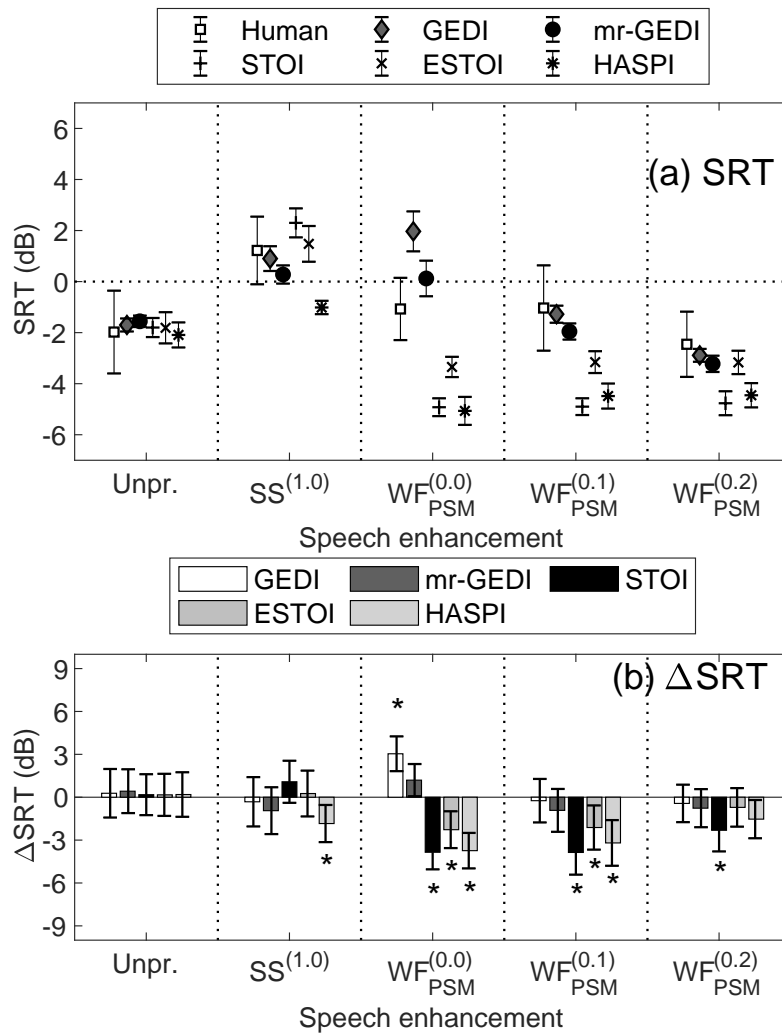 Human GEDI mr-GEDI
STOI ESTOI HASPI
(a) SRT
SRT (dB)
6
4
2
0
-2
-4
-6
Unpr. SS(1.0) WF(0.0)PSM WF(0.1)PSM WF(0.2)PSM
Speech enhancement
GEDI mr-GEDI STOI
ESTOI HASPI
(b) ΔSRT
ΔSRT (dB)
9
6
3
0
-3
-6
-9
* * * * * * * * *
Unpr. SS(1.0) WF(0.0)PSM WF(0.1)PSM WF(0.2)PSM
Speech enhancement